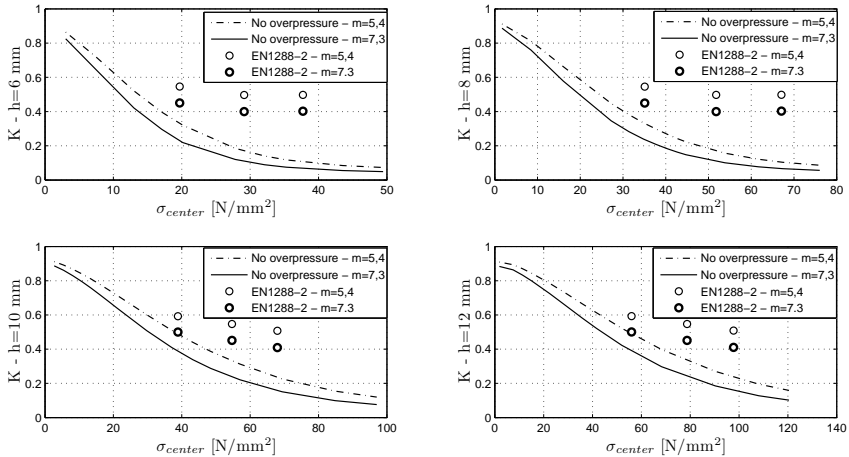 K - h=6 mm
1
0.8
0.6
0.4
0.2
0
0 10 20 30 40 50
σcenter [N/mm²]
No overpressure − m=5,4
No overpressure − m=7,3
EN1288−2 − m=5,4
EN1288−2 − m=7.3
K - h=8 mm
1
0.8
0.6
0.4
0.2
0
0 10 20 30 40 50 60 70 80
σcenter [N/mm²]
No overpressure − m=5,4
No overpressure − m=7,3
EN1288−2 − m=5,4
EN1288−2 − m=7.3
K - h=10 mm
1
0.8
0.6
0.4
0.2
0
0 20 40 60 80 100
σcenter [N/mm²]
No overpressure − m=5,4
No overpressure − m=7,3
EN1288−2 − m=5,4
EN1288−2 − m=7.3
K - h=12 mm
1
0.8
0.6
0.4
0.2
0
0 20 40 60 80 100 120 140
σcenter [N/mm²]
No overpressure − m=5,4
No overpressure − m=7,3
EN1288−2 − m=5,4
EN1288−2 − m=7.3